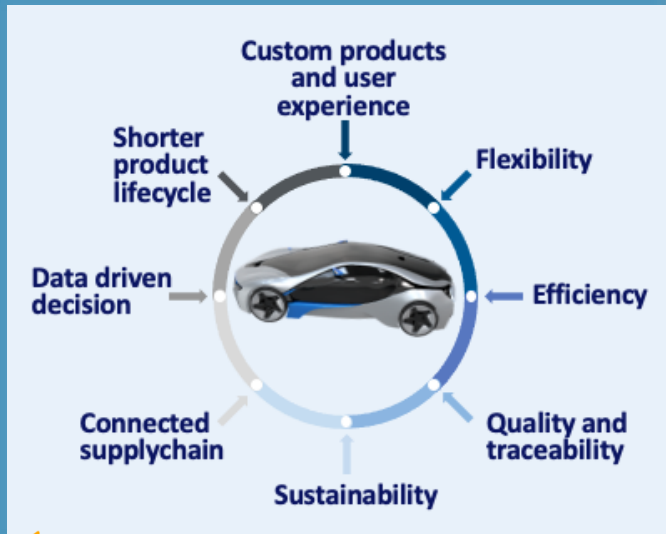 Custom products
and user
experience
Shorter
product
lifecycle
Flexibility
Data driven
decision
Efficiency
Connected
supplychain
Quality and
traceability
Sustainability